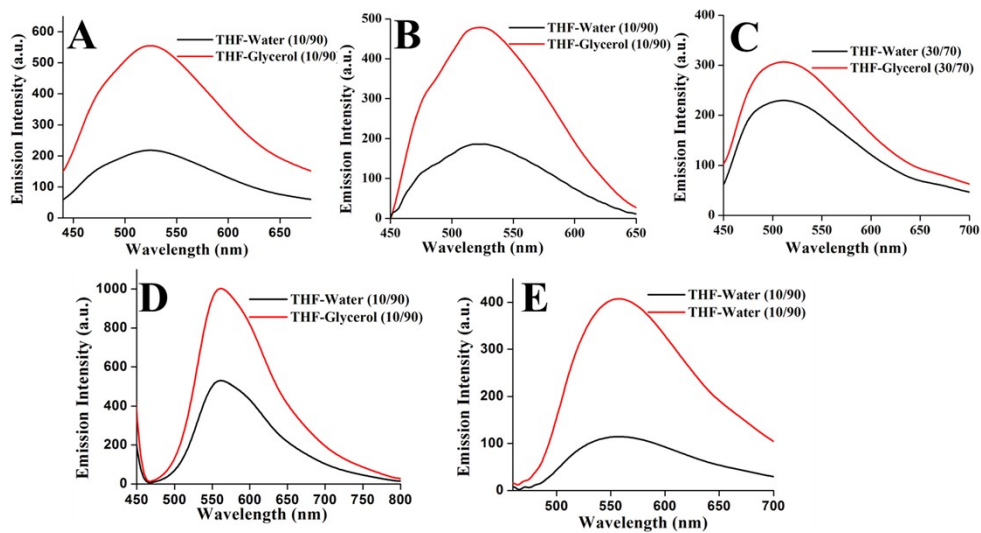 A
THF-Water (10/90)
THF-Glycerol (10/90
Emission Intensity (a.u.)
600
500
400
300
200
100
0
450 500 550 600 650
Wavelength (nm)
B
THF-Water (10/90)
THF-Glycerol (10/90)
Emission Intensity (a.u.)
500
400
300
200
100
0
450 500 550 600 650
Wavelength (nm)
C
THF-Water (30/70)
THF-Glycerol (30/70)
Emission Intensity (a.u.)
400
300
200
100
0
450 500 550 600 650 700
Wavelength (nm)
D
THF-Water (10/90)
THF-Glycerol (10/90)
Emission Intensity (a.u.)
1000
800
600
400
200
0
450 500 550 600 650 700 750 800
Wavelength (nm)
E
THF-Water (10/90)
THF-Water (10/90)
Emission Intensity (a.u.)
400
300
200
100
0
500 550 600 650 700
Wavelength (nm)